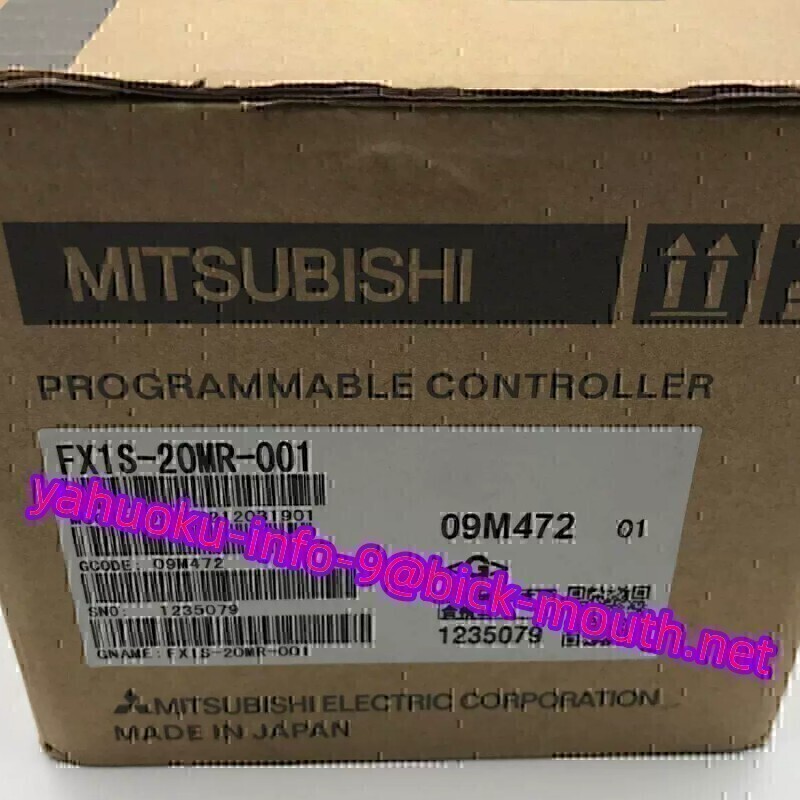 MITSUBISHI
PROGRAMMABLE CONTROLLER
FX1S-20MR-001
212031901
09M472 01
GCODE: 09M472
<G>
SNO: 1235079
1235079
GNAME: FX1S-20MR-001
yahuoku-info-9@bick-mouth.net
MITSUBISHI ELECTRIC CORPORATION
MADE IN JAPAN